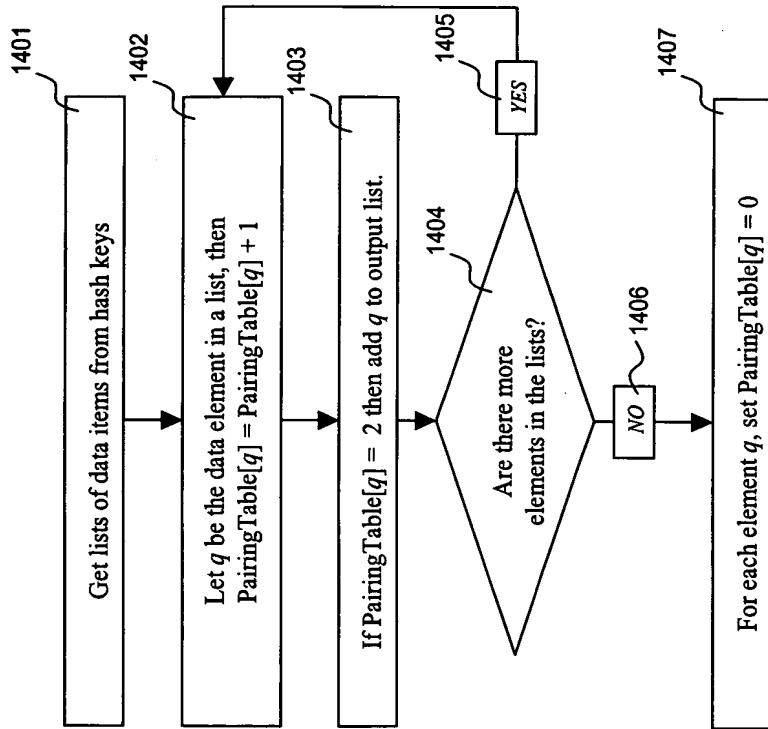 1401
Get lists of data items from hash keys
1402
Let q be the data element in a list, then
PairingTable[q] = PairingTable[q] + 1
1403
If PairingTable[q] = 2 then add q to output list.
1404
Are there more
elements in the lists?
1405
YES
1406
NO
1407
For each element q, set PairingTable[q] = 0